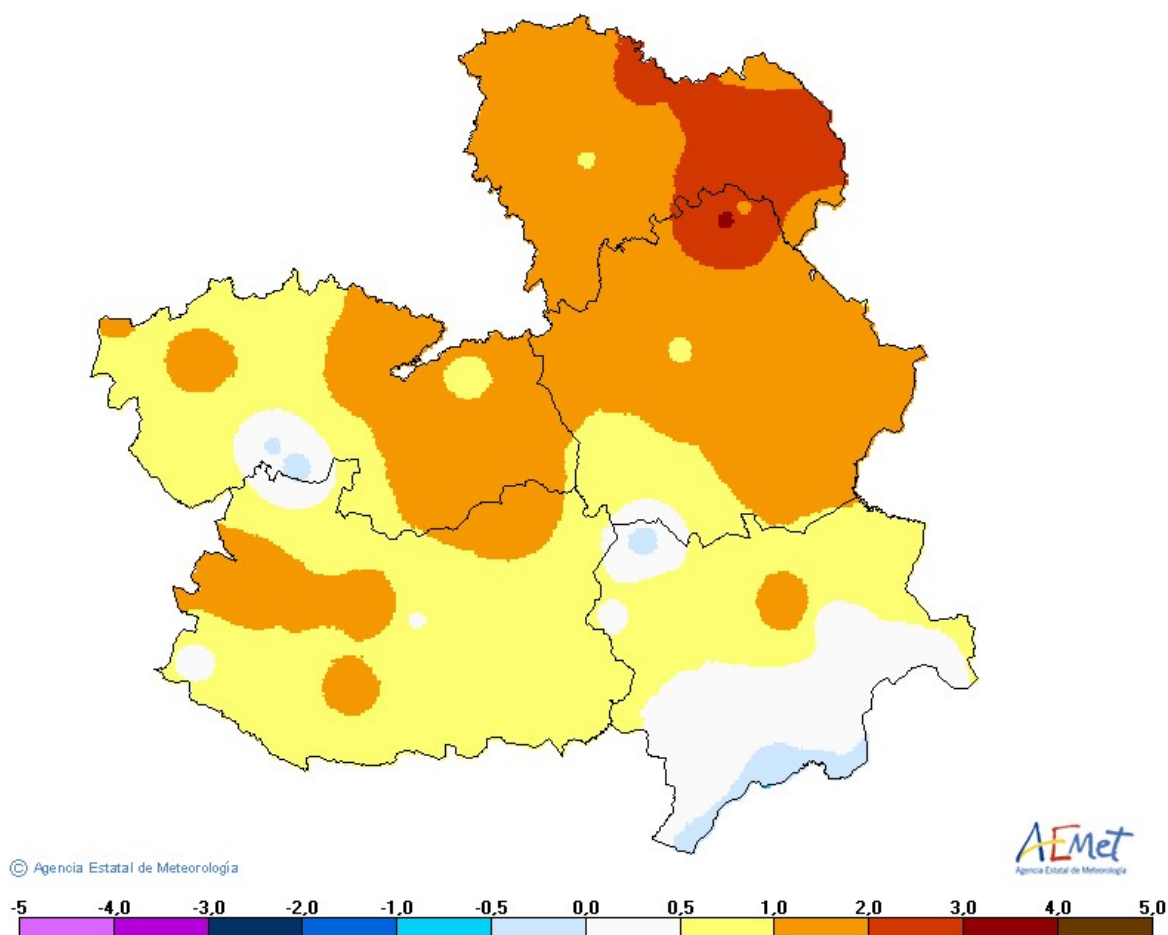 © Agencia Estatal de Meteorología
AEMet
Agencia Estatal de Meteorología
-5 -4,0 -3,0 -2,0 -1,0 -0,5 0,0 0,5 1,0 2,0 3,0 4,0 5,0